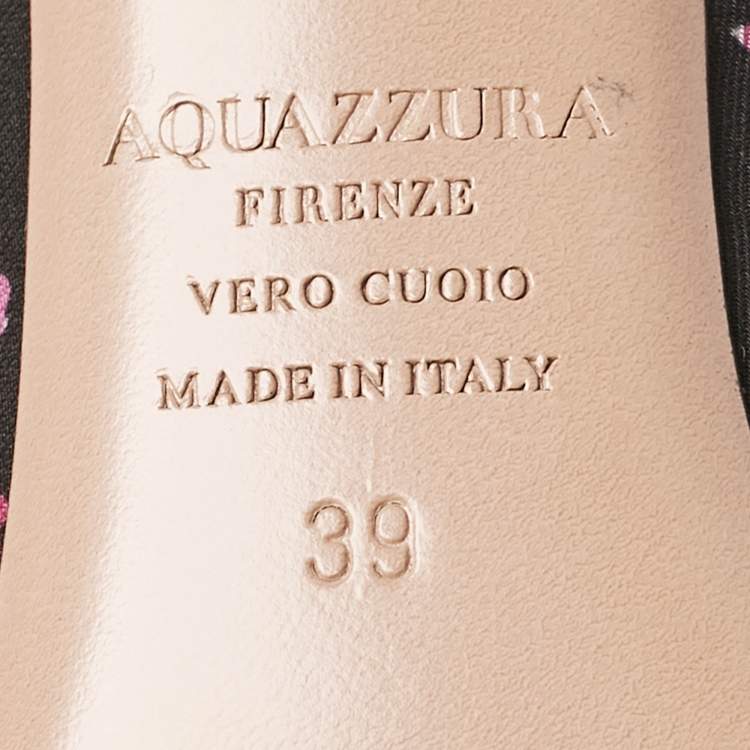 AQUAZZURA
FIRENZE
VERO CUOIO
MADE IN ITALY
39